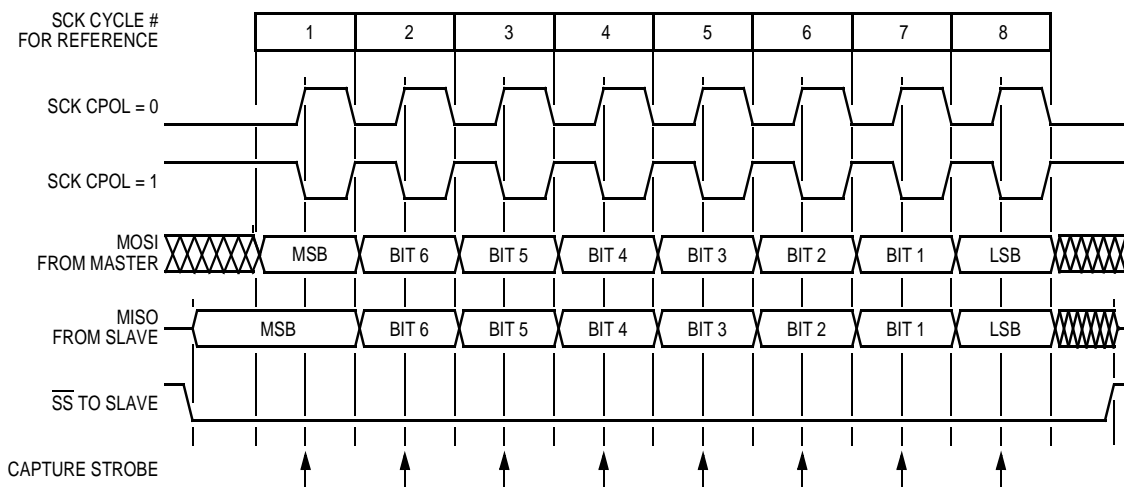 SCK CYCLE #
FOR REFERENCE
1 2 3 4 5 6 7 8
SCK CPOL = 0
SCK CPOL = 1
MOSI
FROM MASTER
MSB BIT 6 BIT 5 BIT 4 BIT 3 BIT 2 BIT 1 LSB
MISO
FROM SLAVE
MSB BIT 6 BIT 5 BIT 4 BIT 3 BIT 2 BIT 1 LSB
S̅S̅ TO SLAVE
CAPTURE STROBE